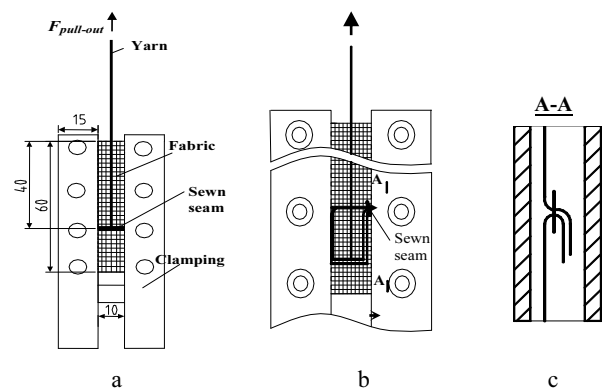 F pull-out
Yarn
15
Fabric
40
60
Sewn
seam
Clamping
10
a
A
Sewn
seam
A
b
A-A
c